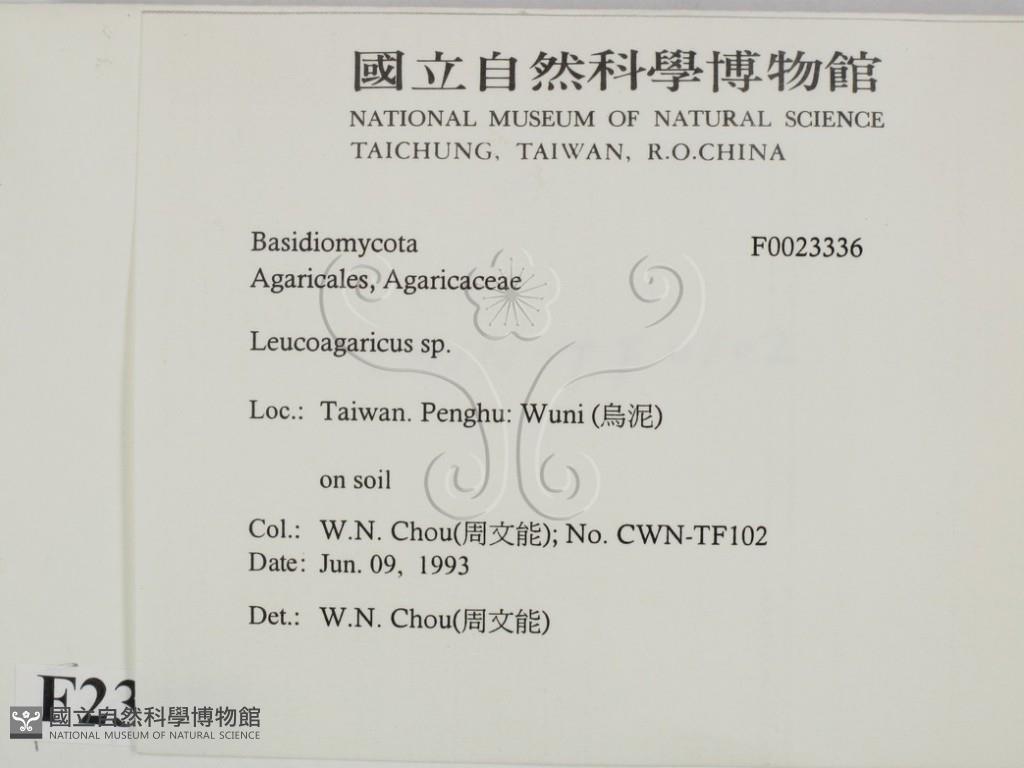 國立自然科學博物館
NATIONAL MUSEUM OF NATURAL SCIENCE
TAICHUNG, TAIWAN, R.O.CHINA
Basidiomycota F0023336
Agaricales, Agaricaceae
Leucoagaricus sp.
Loc.: Taiwan. Penghu: Wuni (烏泥)
on soil
Col.: W.N. Chou(周文能); No. CWN-TF102
Date: Jun. 09, 1993
Det.: W.N. Chou(周文能)
F23
國立自然科學博物館
NATIONAL MUSEUM OF NATURAL SCIENCE